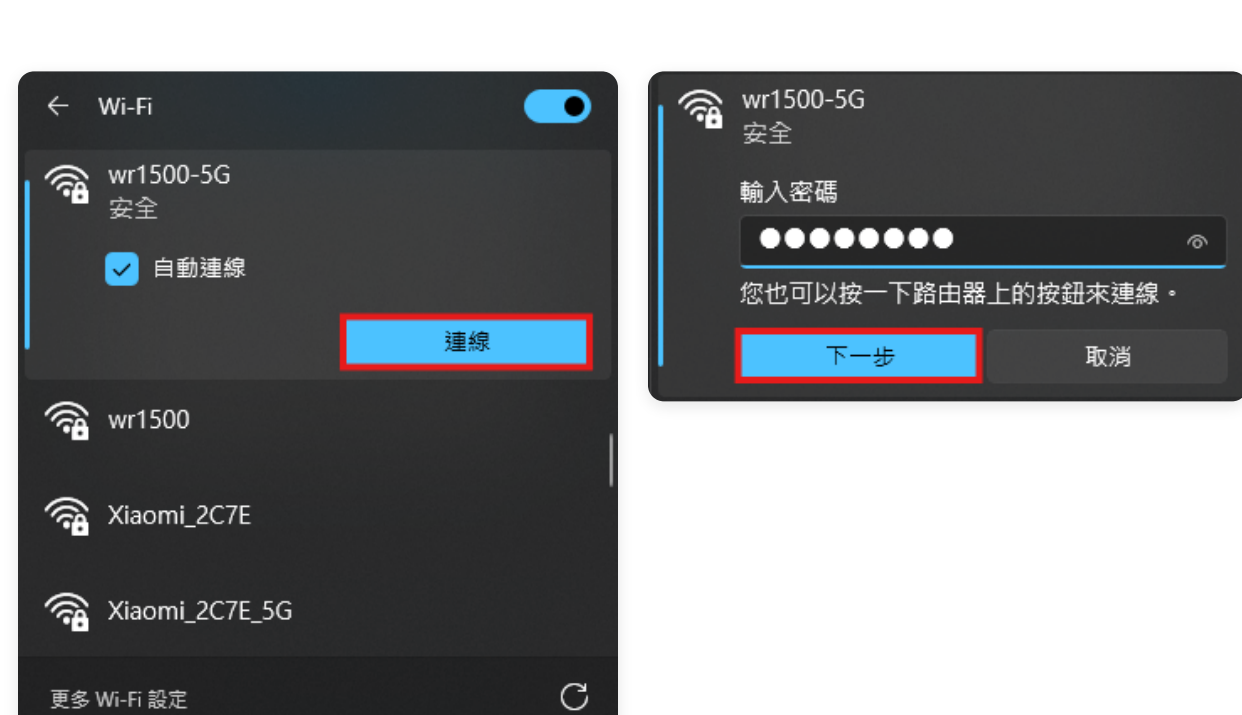 Wi-Fi
wr1500-5G
安全
自動連線
連線
wr1500
Xiaomi_2C7E
Xiaomi_2C7E_5G
更多 Wi-Fi 設定
wr1500-5G
安全
輸入密碼
●●●●●●●●
您也可以按一下路由器上的按鈕來連線。
下一步
取消